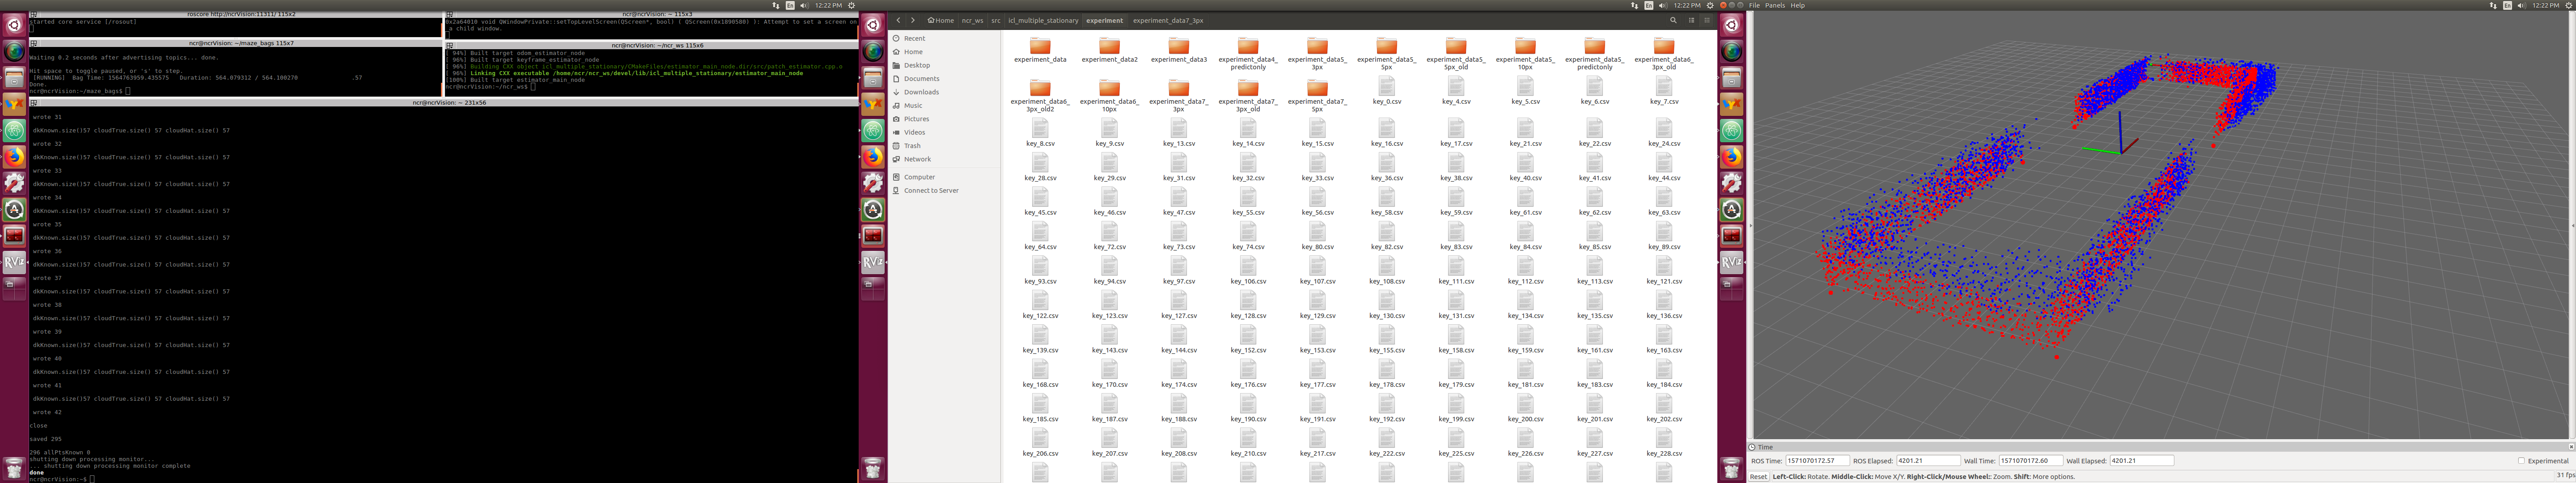 12:22 PM
roscore http://ncrVision:11311/ 115x2
started core service [/rosout]
ncr@ncrVision: ~ 115x3
0x2a64010 void QWindowPrivate::setTopLevelScreen(QScreen*, bool) ( QScreen(0x1890580) ): Attempt to set a screen on
a child window.
ncr@ncrVision: ~/maze_bags 115x7
Waiting 0.2 seconds after advertising topics... done.
Hit space to toggle paused, or 's' to step.
[RUNNING] Bag Time: 1564763959.435575 Duration: 564.079312 / 564.100270 .57
Done.
ncr@ncrVision:~/maze_bags$
ncr@ncrVision: ~/ncr_ws 115x6
[ 94%] Built target odom_estimator_node
[ 96%] Built target keyframe_estimator_node
[ 96%] Building CXX object icl_multiple_stationary/CMakeFiles/estimator_main_node.dir/src/patch_estimator.cpp.o
[ 96%] Linking CXX executable /home/ncr/ncr_ws/devel/lib/icl_multiple_stationary/estimator_main_node
[100%] Built target estimator_main_node
ncr@ncrVision:~/ncr_ws$
ncr@ncrVision: ~ 231x56
wrote 31
dkKnown.size()57 cloudTrue.size() 57 cloudHat.size() 57
wrote 32
dkKnown.size()57 cloudTrue.size() 57 cloudHat.size() 57
wrote 33
dkKnown.size()57 cloudTrue.size() 57 cloudHat.size() 57
wrote 34
dkKnown.size()57 cloudTrue.size() 57 cloudHat.size() 57
wrote 35
dkKnown.size()57 cloudTrue.size() 57 cloudHat.size() 57
wrote 36
dkKnown.size()57 cloudTrue.size() 57 cloudHat.size() 57
wrote 37
dkKnown.size()57 cloudTrue.size() 57 cloudHat.size() 57
wrote 38
dkKnown.size()57 cloudTrue.size() 57 cloudHat.size() 57
wrote 39
dkKnown.size()57 cloudTrue.size() 57 cloudHat.size() 57
wrote 40
dkKnown.size()57 cloudTrue.size() 57 cloudHat.size() 57
wrote 41
dkKnown.size()57 cloudTrue.size() 57 cloudHat.size() 57
wrote 42
close
saved 295
296 allPtsKnown 0
shutting down processing monitor...
... shutting down processing monitor complete
done
ncr@ncrVision:~$
En 12:22 PM
Home ncr_ws src icl_multiple_stationary experiment experiment_data7_3px
Recent
Home
Desktop
Documents
Downloads
Music
Pictures
Videos
Trash
Network
Computer
Connect to Server
experiment_data experiment_data2 experiment_data3 experiment_data4_predictonly experiment_data5_3px experiment_data5_5px experiment_data5_5px_old experiment_data5_10px experiment_data5_predictonly experiment_data6_3px_old
experiment_data6_3px_old2 experiment_data6_10px experiment_data7_3px experiment_data7_3px_old experiment_data7_5px key_0.csv key_4.csv key_5.csv key_6.csv key_7.csv
key_8.csv key_9.csv key_13.csv key_14.csv key_15.csv key_16.csv key_17.csv key_21.csv key_22.csv key_24.csv
key_28.csv key_29.csv key_31.csv key_32.csv key_33.csv key_36.csv key_38.csv key_40.csv key_41.csv key_44.csv
key_45.csv key_46.csv key_47.csv key_55.csv key_56.csv key_58.csv key_59.csv key_61.csv key_62.csv key_63.csv
key_64.csv key_72.csv key_73.csv key_74.csv key_80.csv key_82.csv key_83.csv key_84.csv key_85.csv key_89.csv
key_93.csv key_94.csv key_97.csv key_106.csv key_107.csv key_108.csv key_111.csv key_112.csv key_113.csv key_121.csv
key_122.csv key_123.csv key_127.csv key_128.csv key_129.csv key_130.csv key_131.csv key_134.csv key_135.csv key_136.csv
key_139.csv key_143.csv key_144.csv key_152.csv key_153.csv key_155.csv key_158.csv key_159.csv key_161.csv key_163.csv
key_168.csv key_170.csv key_174.csv key_176.csv key_177.csv key_178.csv key_179.csv key_181.csv key_183.csv key_184.csv
key_185.csv key_187.csv key_188.csv key_190.csv key_191.csv key_192.csv key_199.csv key_200.csv key_201.csv key_202.csv
key_206.csv key_207.csv key_208.csv key_210.csv key_217.csv key_222.csv key_225.csv key_226.csv key_227.csv key_228.csv
File Panels Help
En 12:22 PM
Time
ROS Time: 1571070172.57 ROS Elapsed: 4201.21 Wall Time: 1571070172.60 Wall Elapsed: 4201.21 Experimental
Reset Left-Click: Rotate. Middle-Click: Move X/Y. Right-Click/Mouse Wheel:: Zoom. Shift: More options. 31 fps